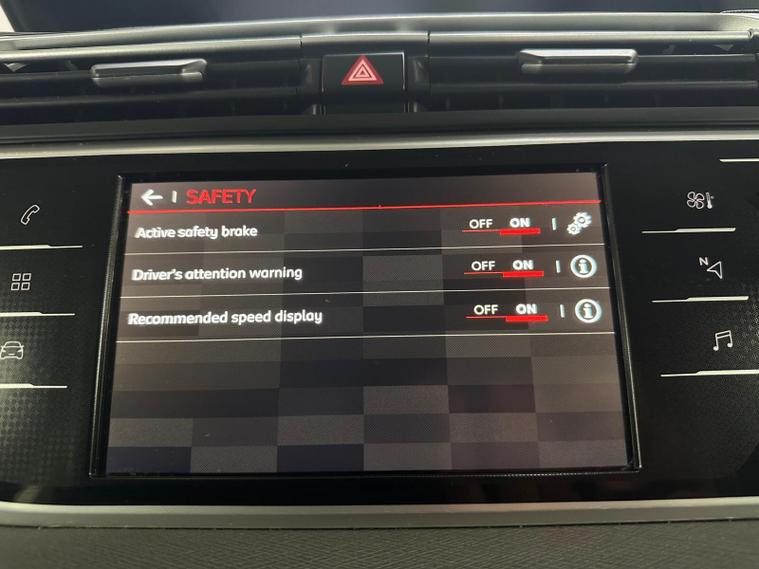 SAFETY
Active safety brake OFF ON
Driver's attention warning OFF ON
N
Recommended speed display OFF ON